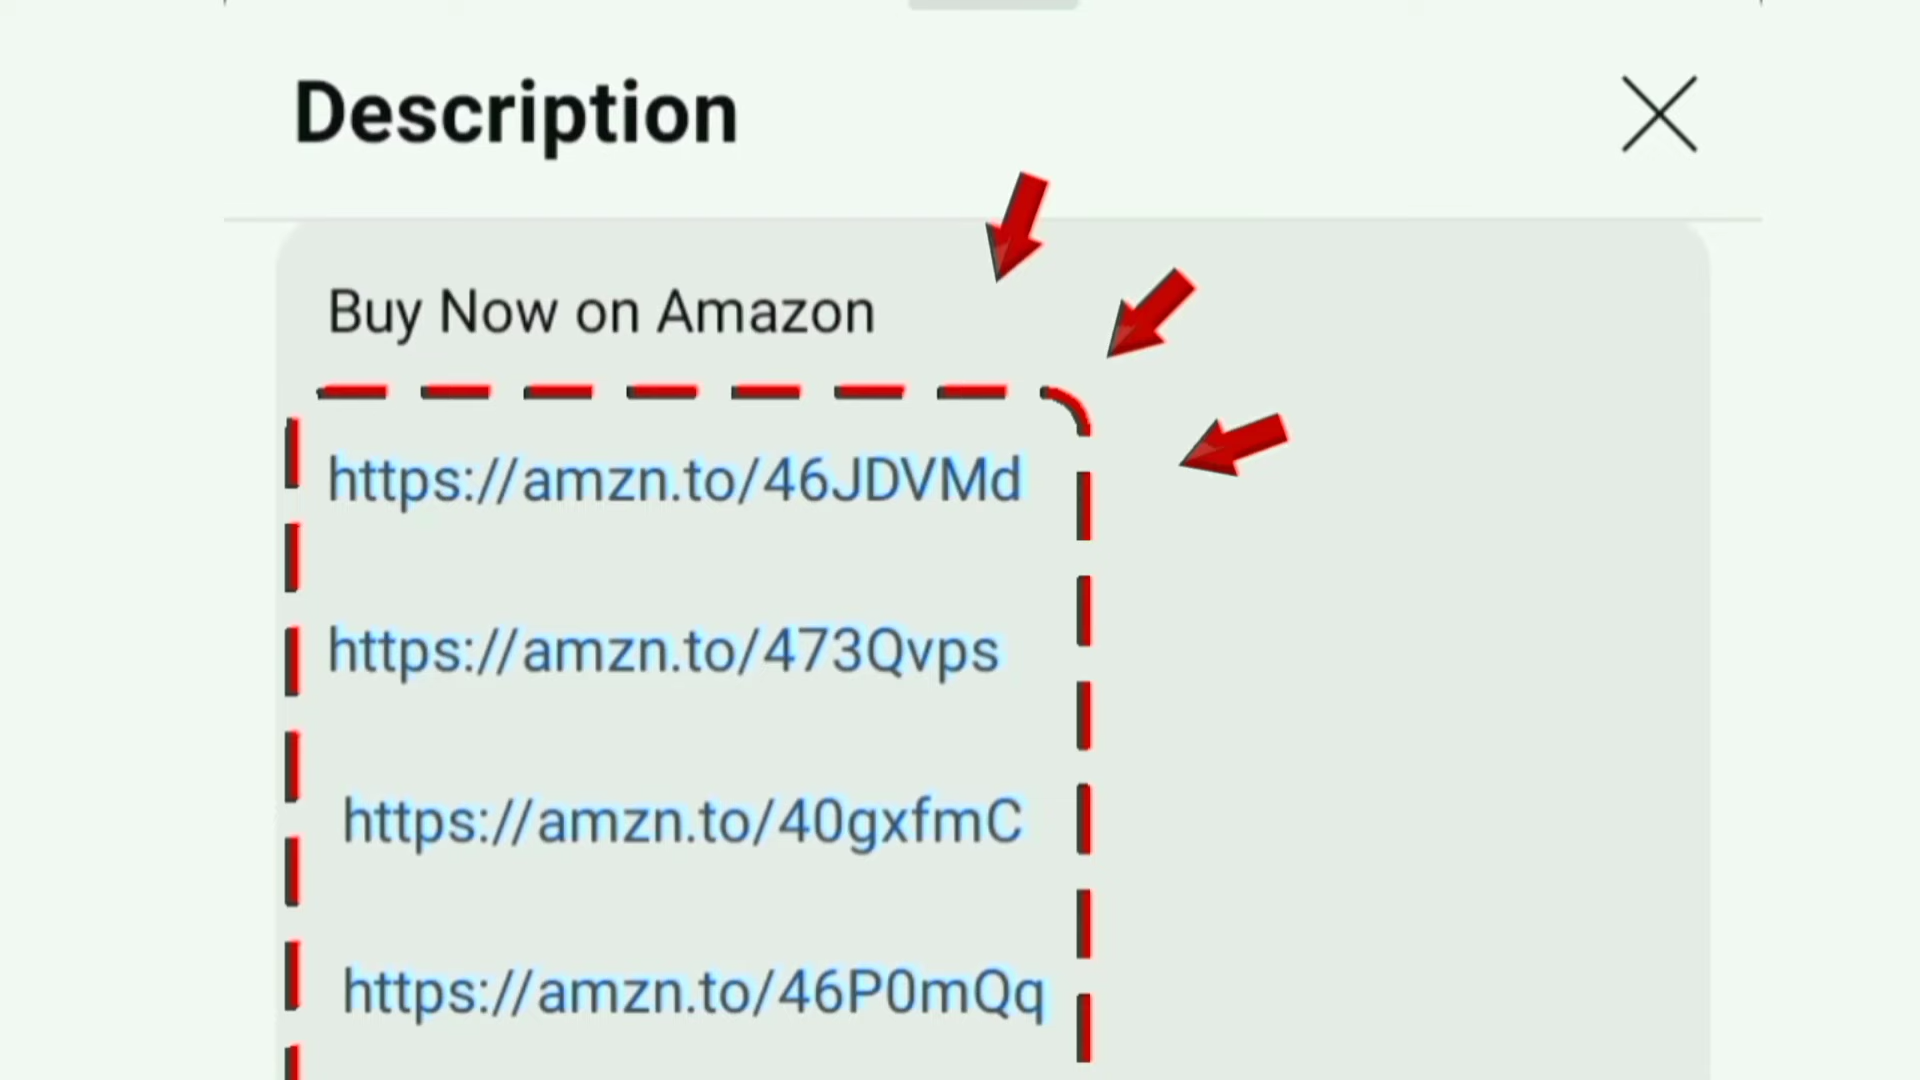 Description
Buy Now on Amazon
https://amzn.to/46JDVMd
https://amzn.to/473Qvps
https://amzn.to/40gxfmC
https://amzn.to/46P0mQq